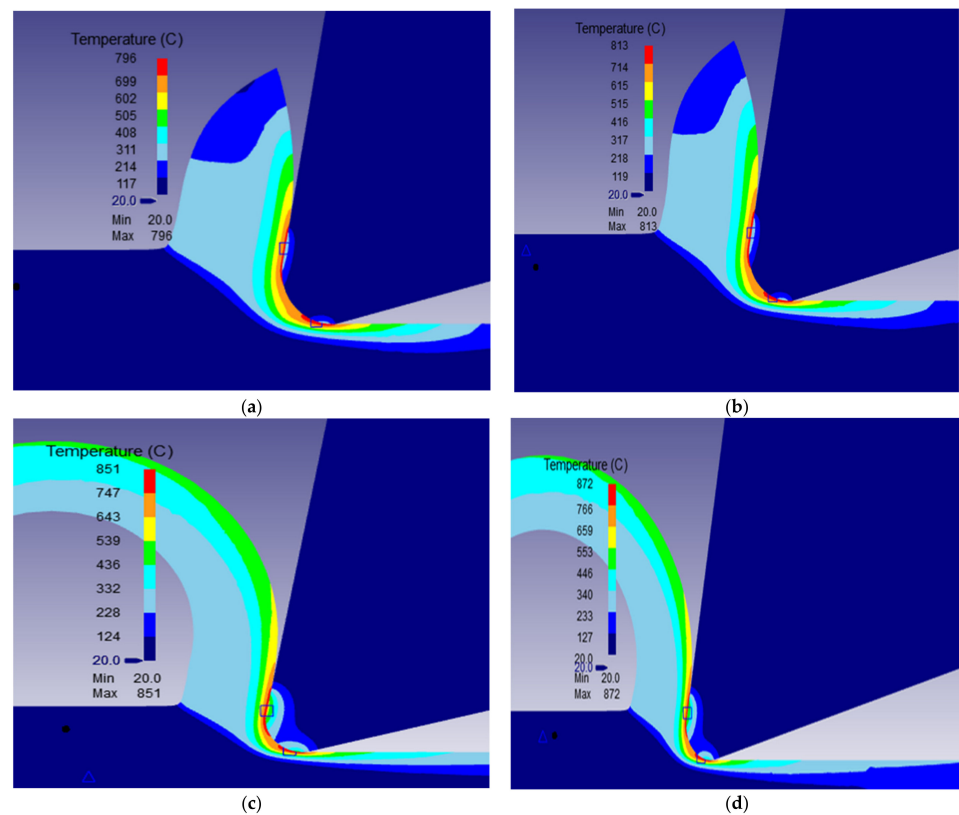 Temperature (C)
796
699
602
505
408
311
214
117
20.0
Min 20.0
Max 796
(a)
Temperature (C)
813
714
615
515
416
317
218
119
20.0
Min 20.0
Max 813
(b)
Temperature (C)
851
747
643
539
436
332
228
124
20.0
Min 20.0
Max 851
(c)
Temperature (C)
872
766
659
553
446
340
233
127
20.0
20.0
Min 20.0
Max 872
(d)